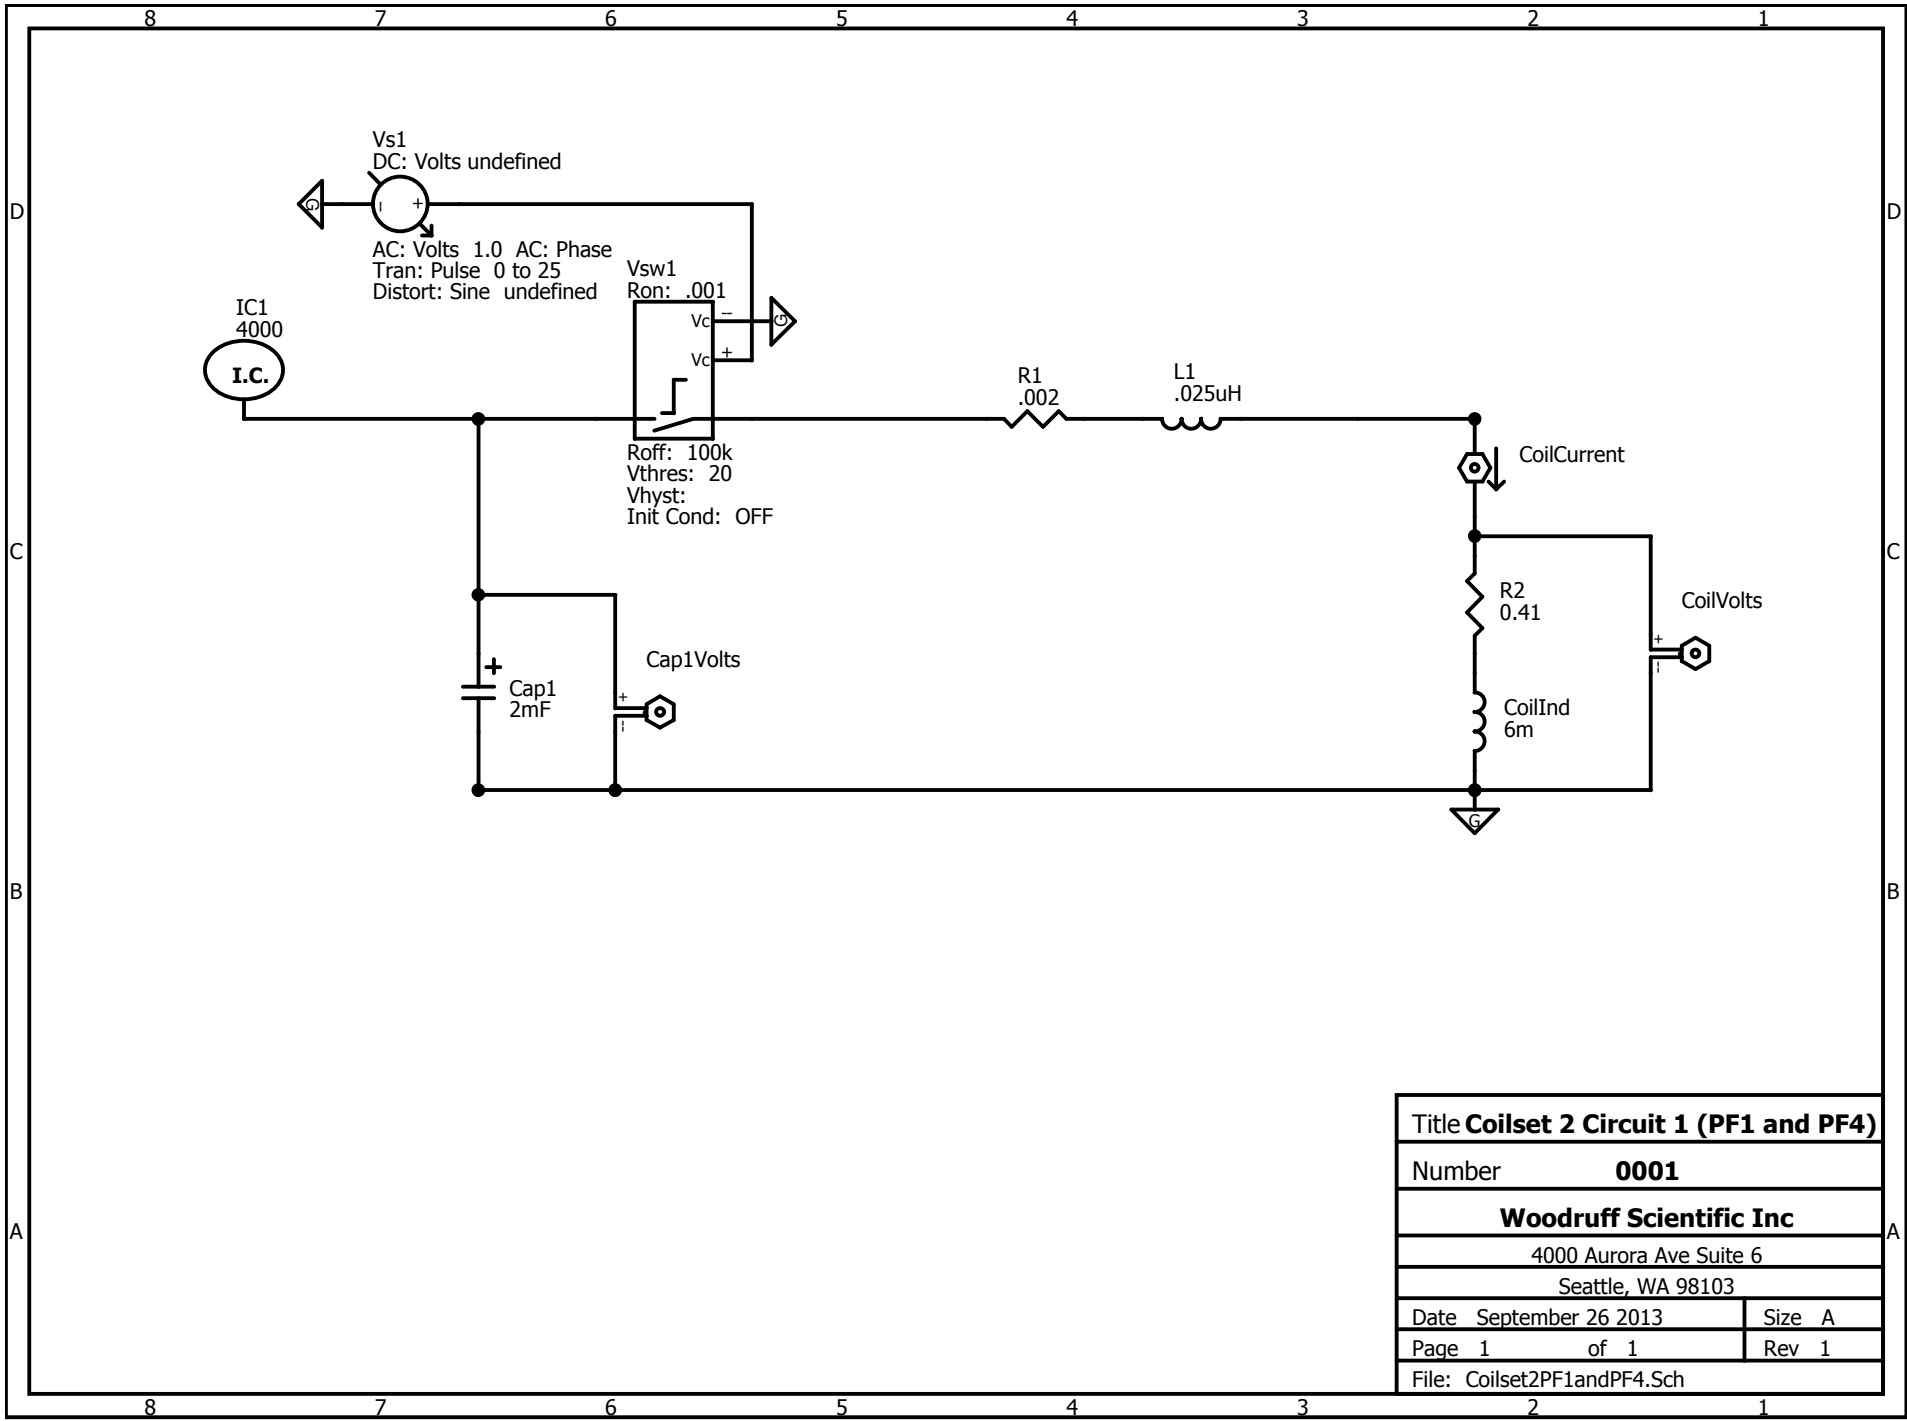 8 7 6 5 4 3 2 1
D D
C C
B B
A A
Vs1
DC: Volts undefined
G
- +
AC: Volts 1.0 AC: Phase
Tran: Pulse 0 to 25
Distort: Sine undefined
Vsw1
Ron: .001
Vc --
G
Vc +
IC1
4000
I.C.
Roff: 100k
Vthres: 20
Vhyst:
Init Cond: OFF
R1
.002
L1
.025uH
CoilCurrent
R2
0.41
CoilVolts
+
--
CoilInd
6m
G
Cap1Volts
+
--
+
Cap1
2mF
Title Coilset 2 Circuit 1 (PF1 and PF4)
Number 0001
Woodruff Scientific Inc
4000 Aurora Ave Suite 6
Seattle, WA 98103
Date September 26 2013 Size A
Page 1 of 1 Rev 1
File: Coilset2PF1andPF4.Sch
8 7 6 5 4 3 2 1